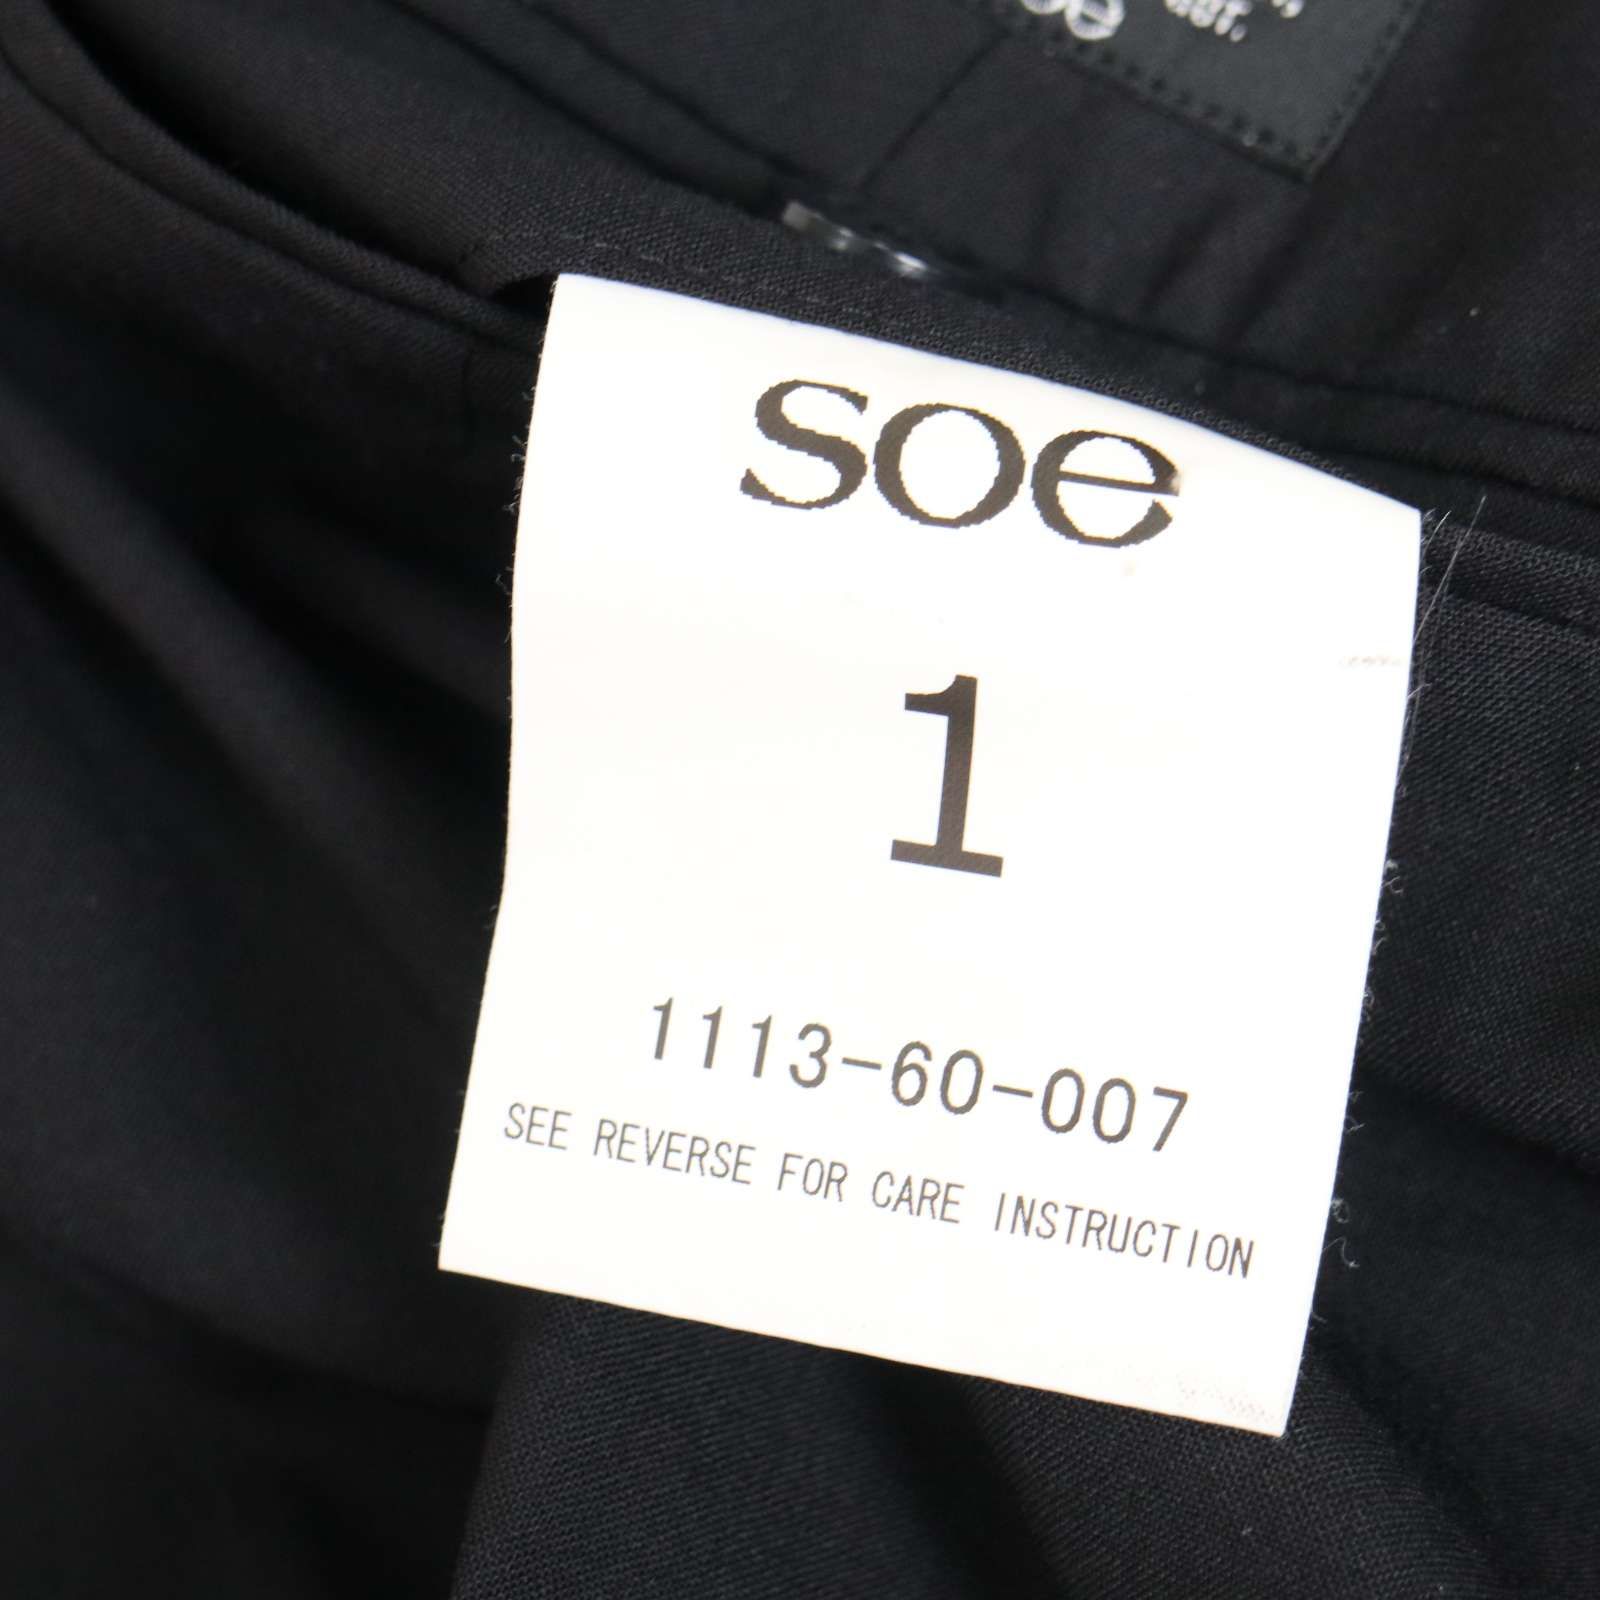 soe
1
1113-60-007
SEE REVERSE FOR CARE INSTRUCTION